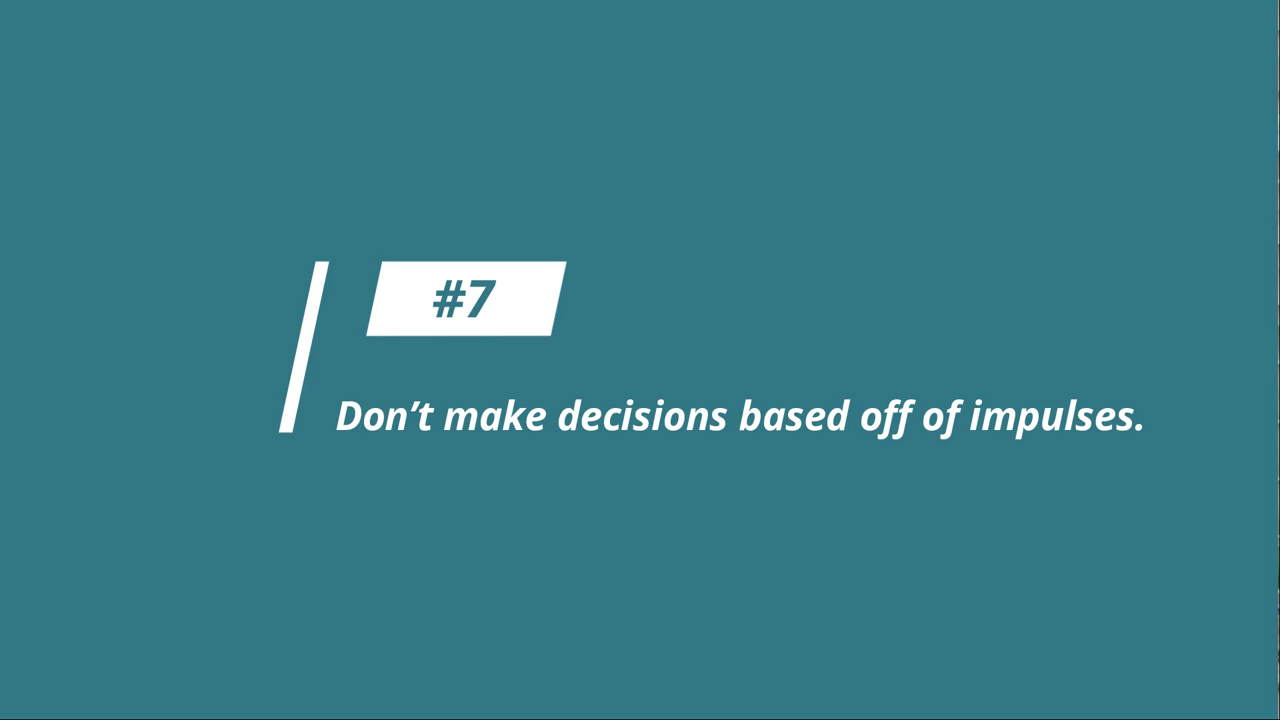 #7
Don’t make decisions based off of impulses.